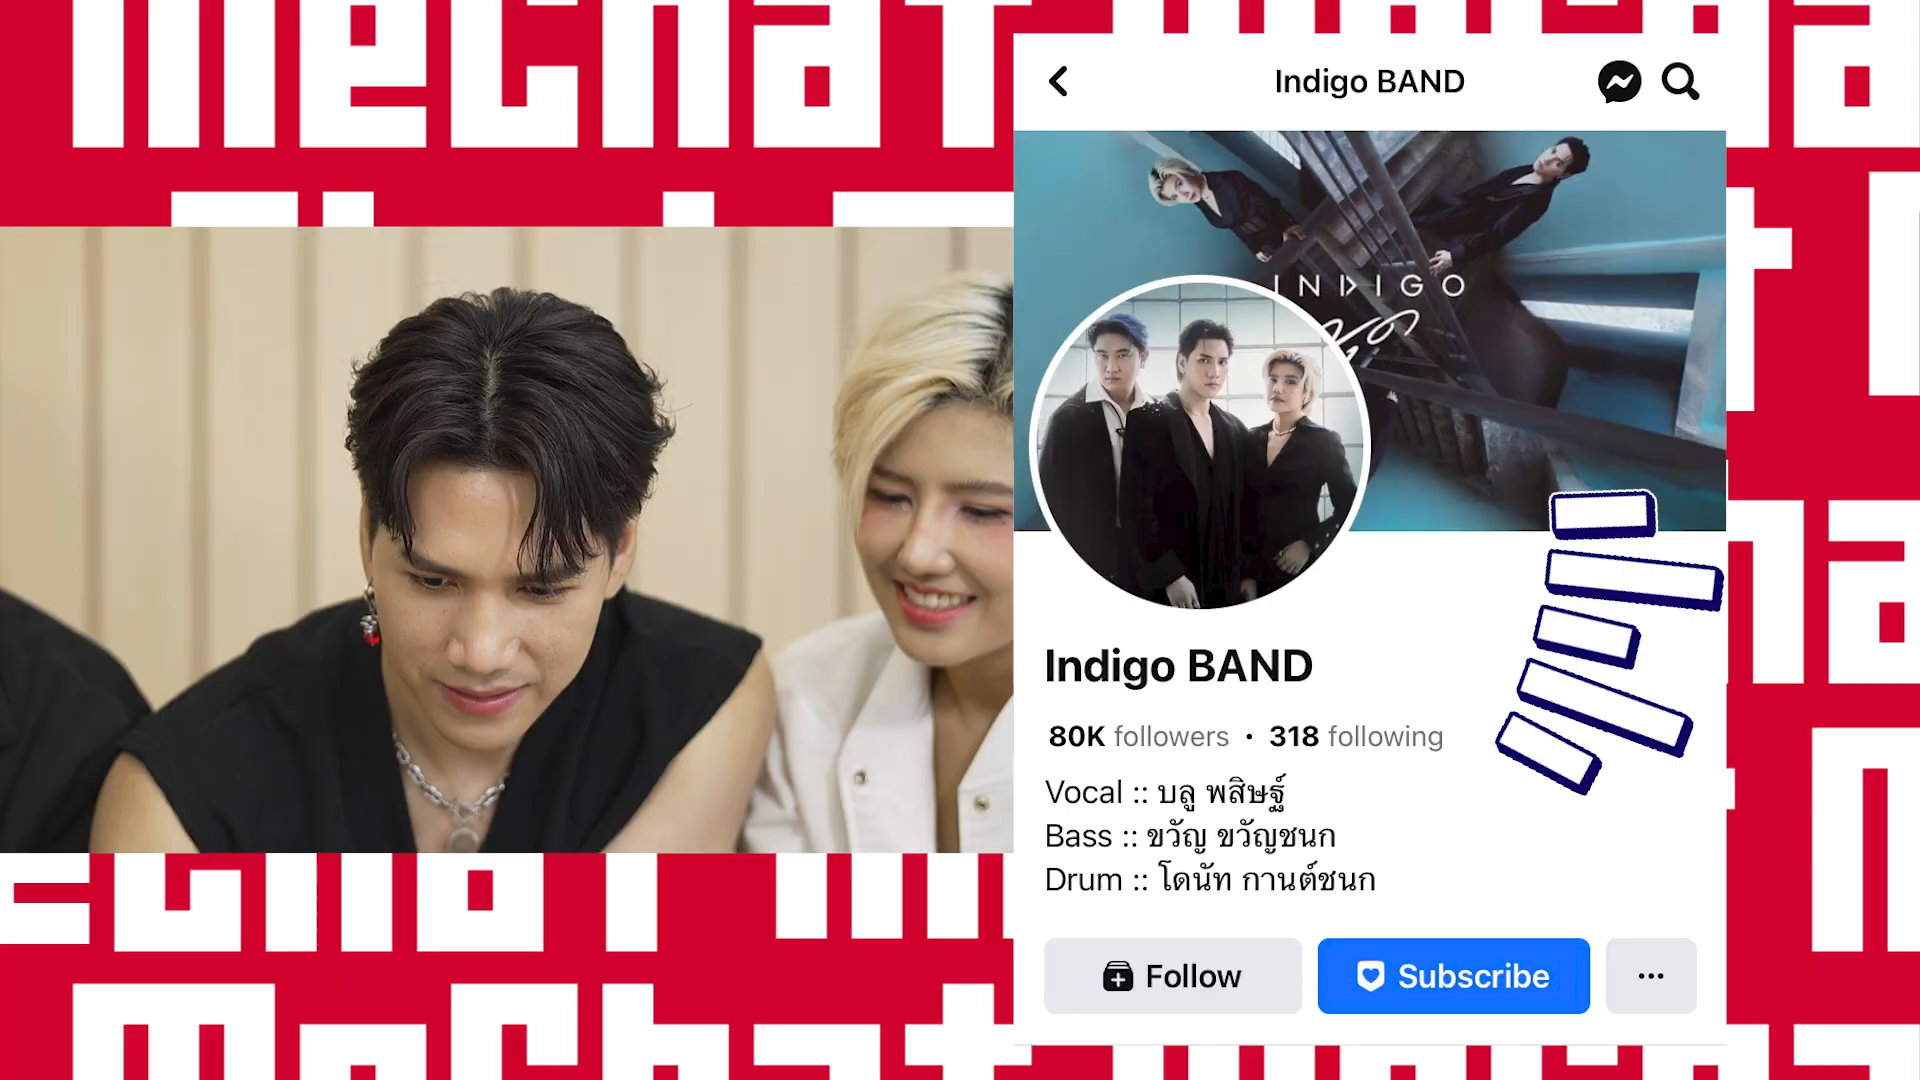 MeChat
Indigo BAND
INDIGO
Indigo BAND
80K followers · 318 following
Vocal :: บลู พสิษฐ์
Bass :: ขวัญ ขวัญชนก
Drum :: โดนัท กานต์ชนก
Follow
Subscribe
MeChat